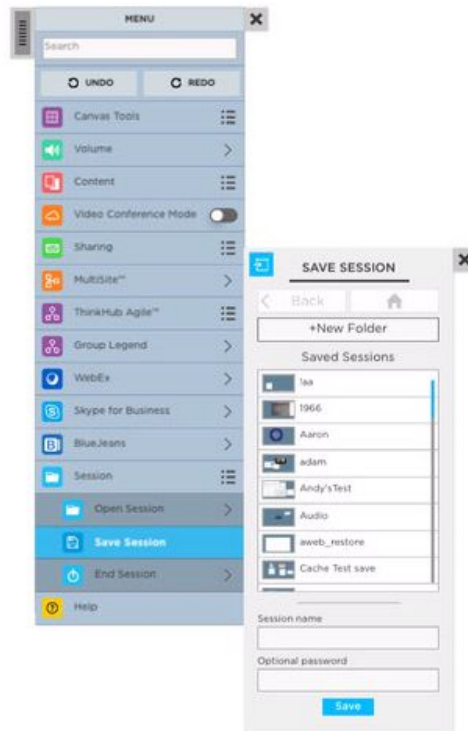 MENU
Search
UNDO
REDO
Canvas Tools
Volume
Content
Video Conference Mode
Sharing
MultiSite™
ThinkHub Agile™
Group Legend
WebEx
Skype for Business
BlueJeans
Session
Open Session
Save Session
End Session
Help
SAVE SESSION
Back
+New Folder
Saved Sessions
1966
Aaron
adam
Andy'sTest
Audio
aweb_restore
Cache Test save
Session name
Optional password
Save